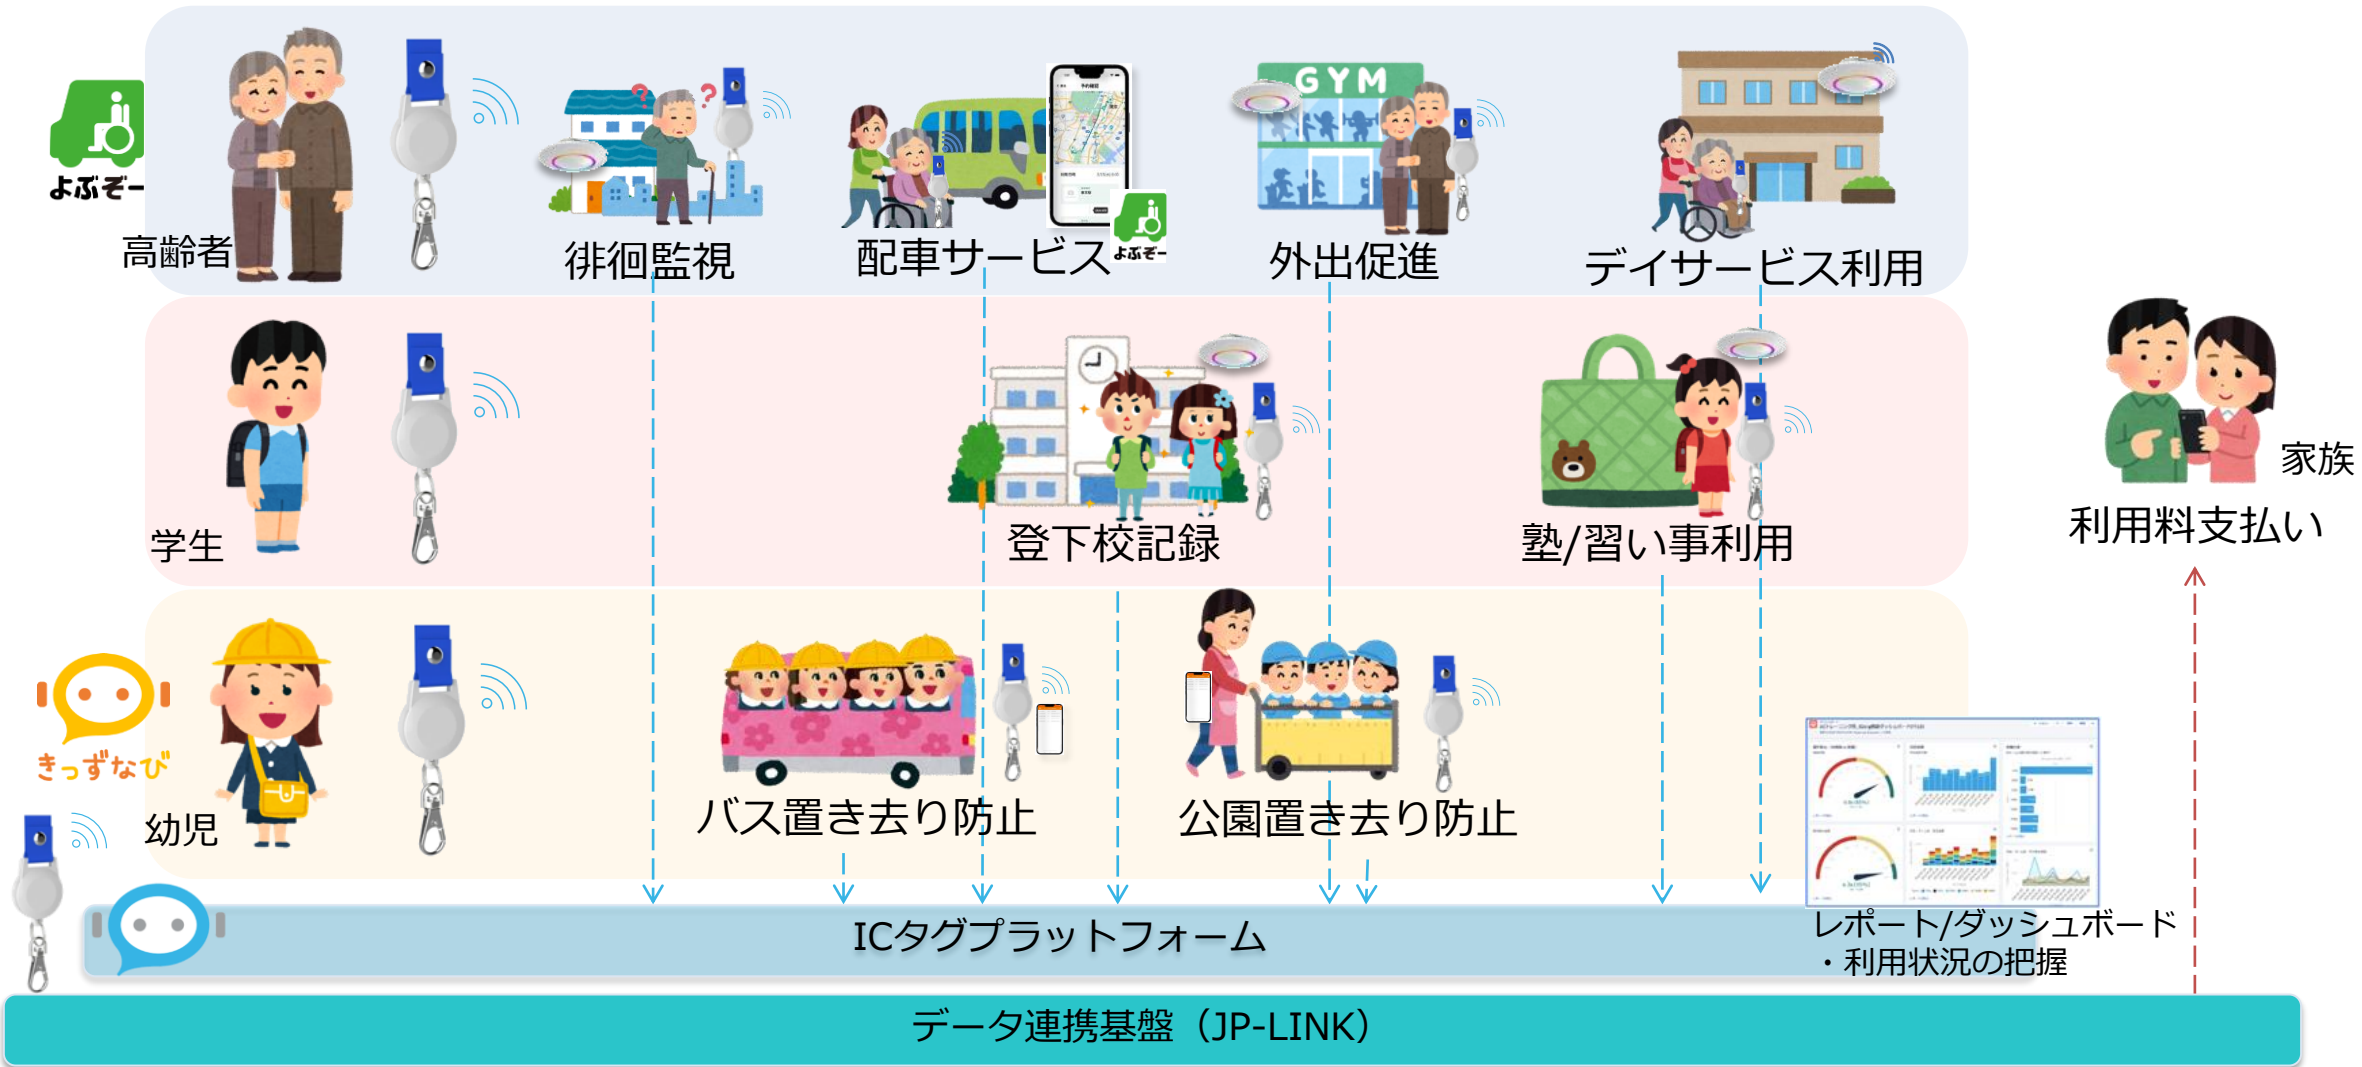 よぶぞー
高齢者
徘徊監視
配車サービス
よぶぞー
GYM
外出促進
デイサービス利用
学生
登下校記録
塾/習い事利用
家族
利用料支払い
きっずなび
幼児
バス置き去り防止
公園置き去り防止
ICタグプラットフォーム
レポート/ダッシュボード
・利用状況の把握
データ連携基盤（JP-LINK）